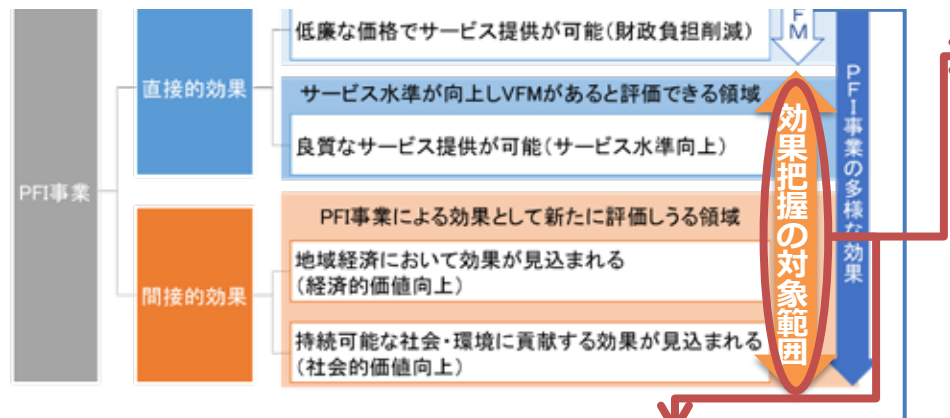 低廉な価格でサービス提供が可能(財政負担削減)
FM
直接的効果
サービス水準が向上しVFMがあると評価できる領域
良質なサービス提供が可能(サービス水準向上)
PFI事業
PFI事業による効果として新たに評価しうる領域
地域経済において効果が見込まれる
(経済的価値向上)
間接的効果
持続可能な社会・環境に貢献する効果が見込まれる
(社会的価値向上)
効果把握の対象範囲
PFI事業の多様な効果